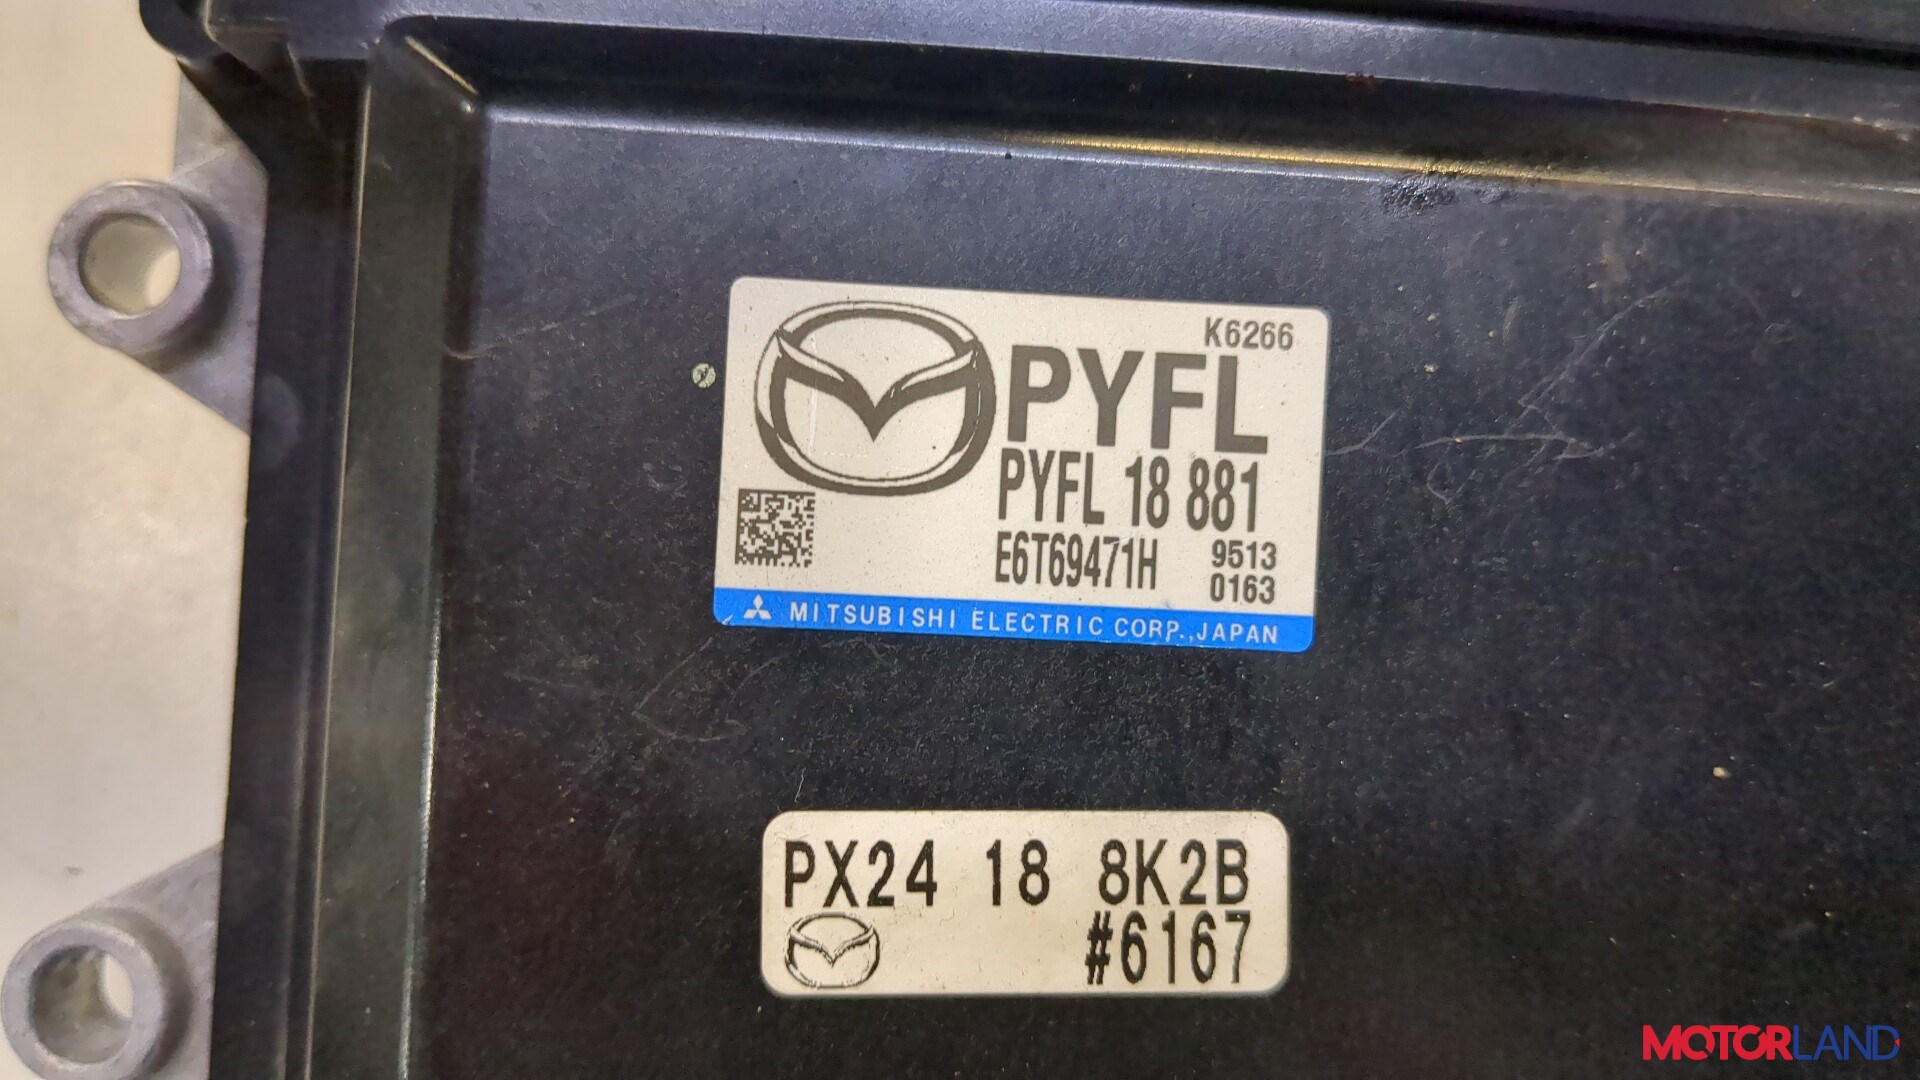 K6266
PYFL
PYFL 18 881
E6T69471H 9513
0163
MITSUBISHI ELECTRIC CORP., JAPAN
PX24 18 8K2B
#6167
MOTORLAND